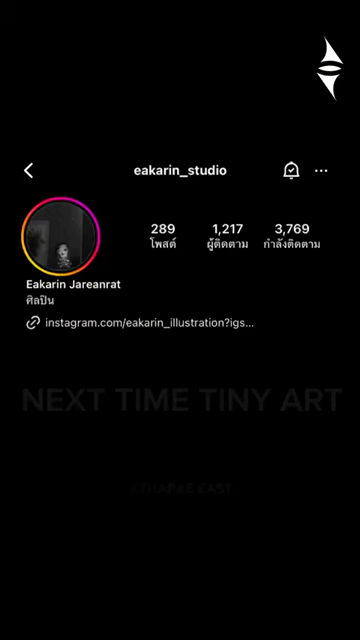 eakarin_studio
289 1,217 3,769
โพสต์ ผู้ติดตาม กำลังติดตาม
Eakarin Jareanrat
ศิลปิน
instagram.com/eakarin_illustration?igs...
NEXT TIME TINY ART